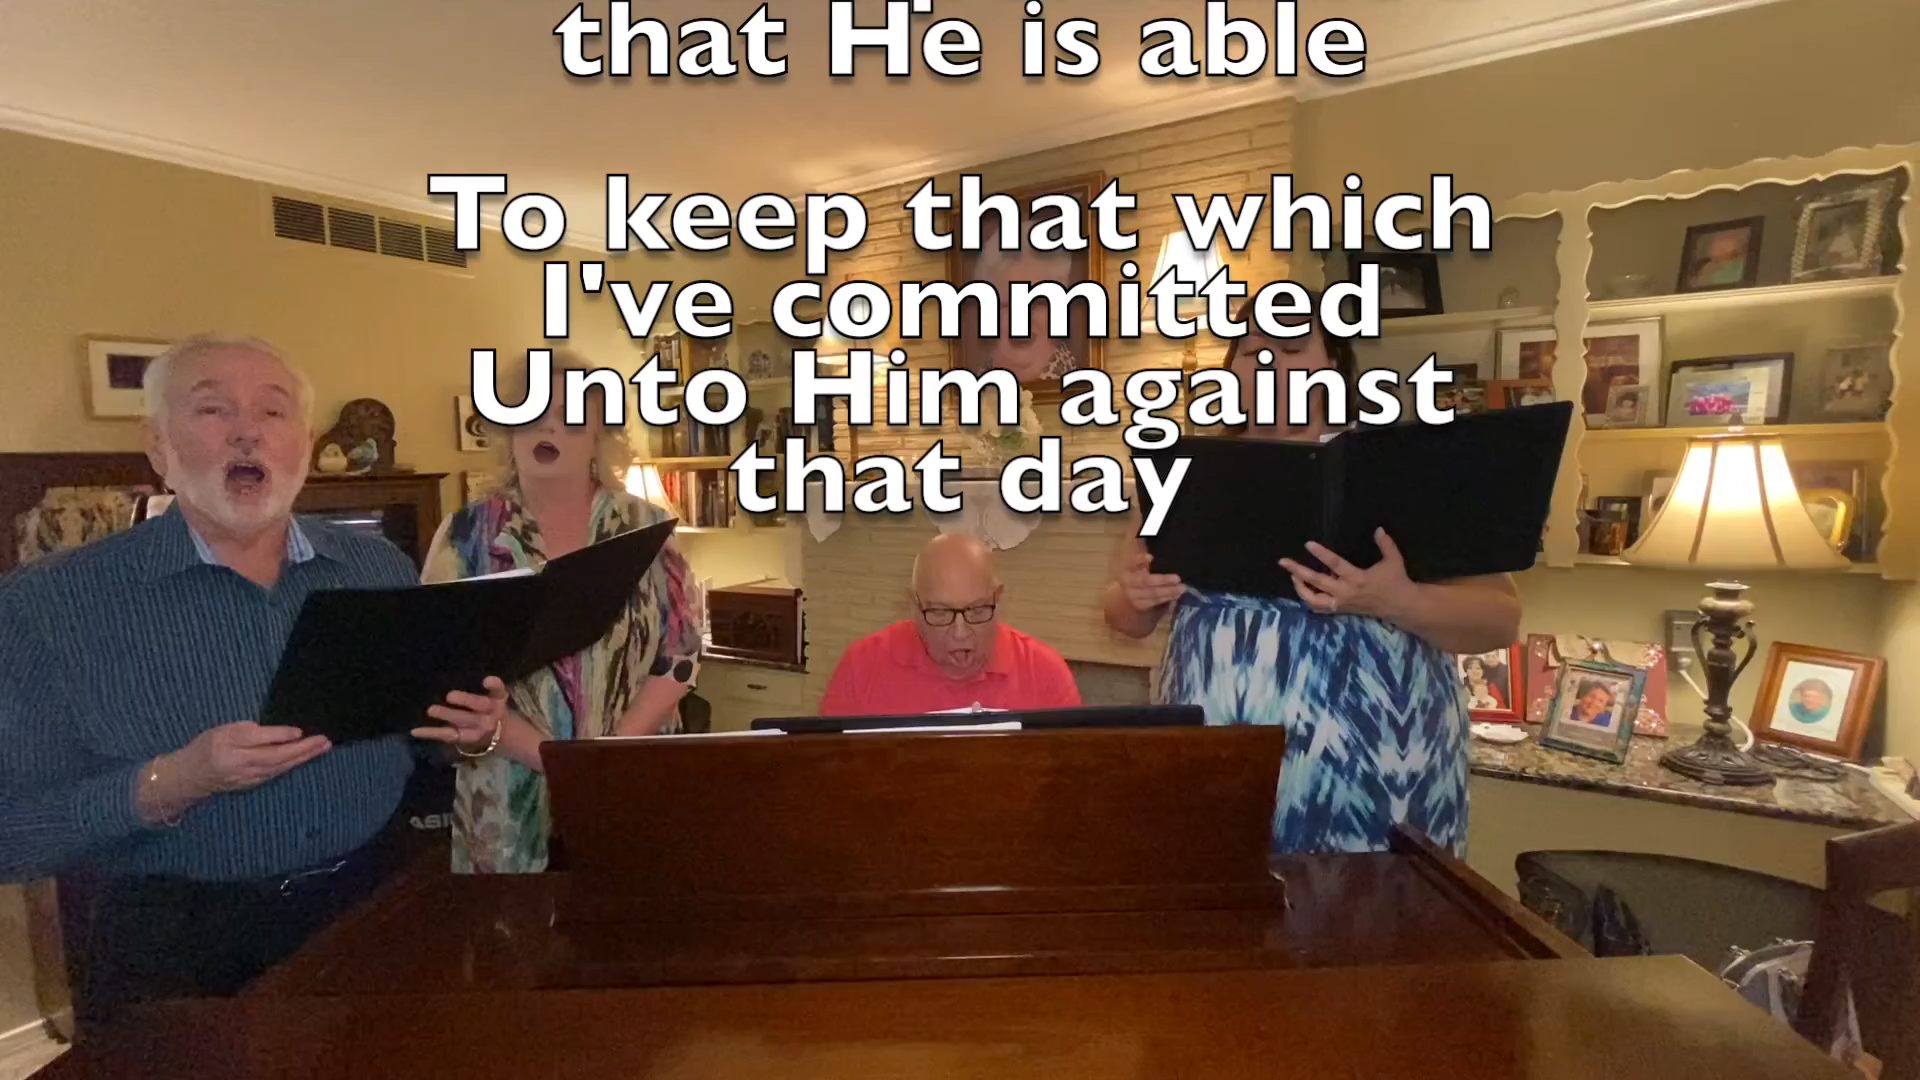 that He is able
To keep that which
I've committed
Unto Him against
that day